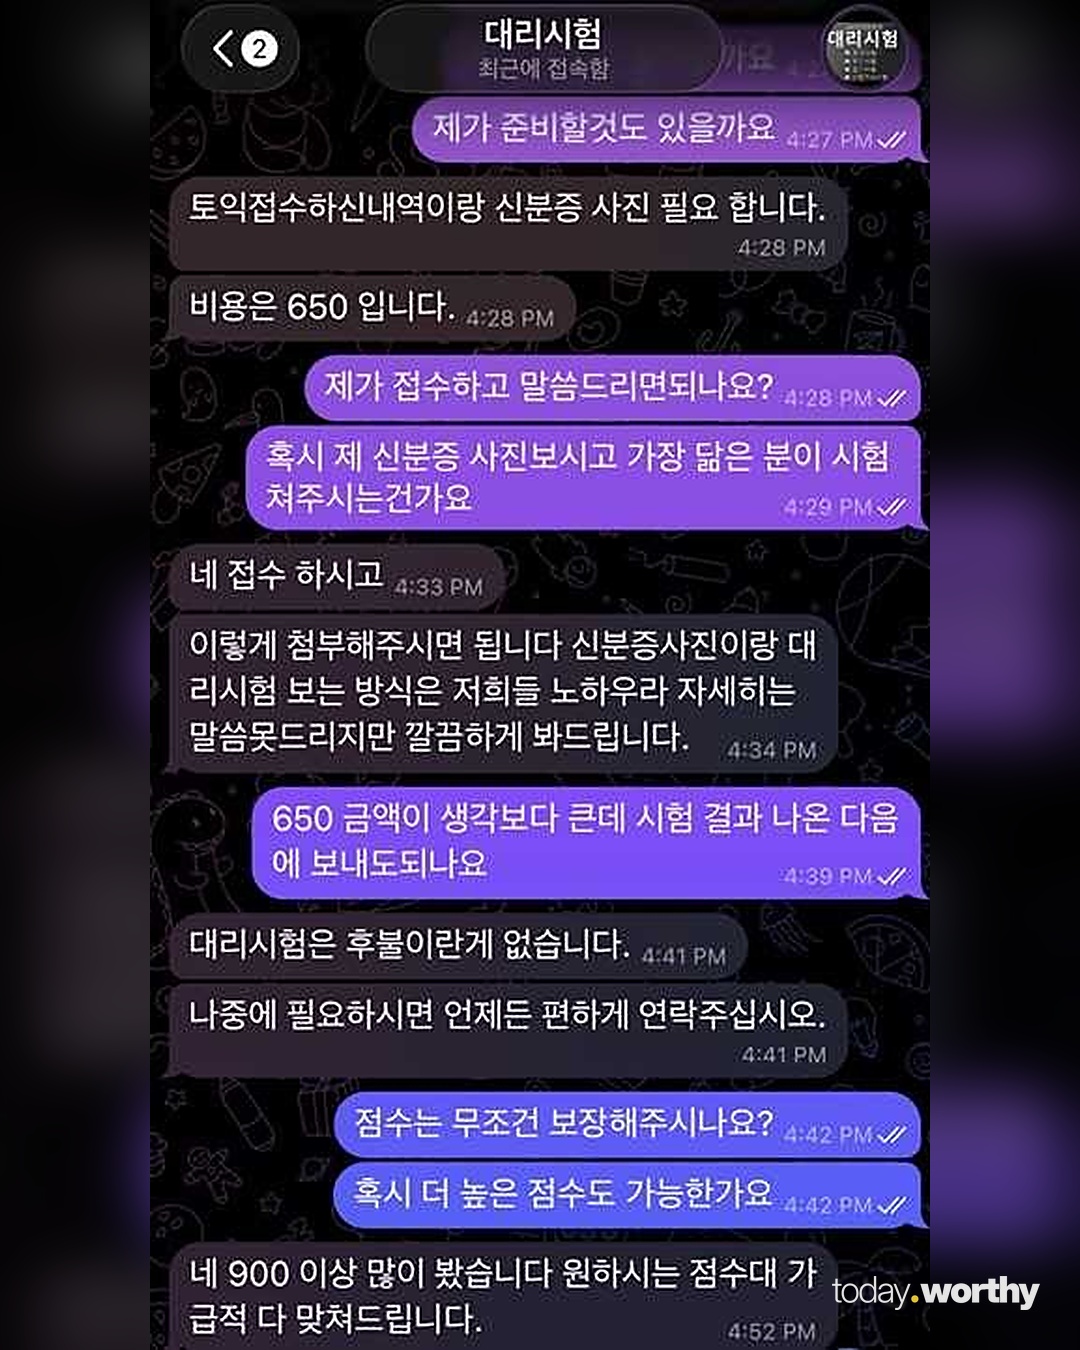 2
대리시험
최근에 접속함
대리시험
가요
제가 준비할것도 있을까요 4:27 PM
토익접수하신내역이랑 신분증 사진 필요 합니다.
4:28 PM
비용은 650 입니다. 4:28 PM
제가 접수하고 말씀드리면되나요? 4:28 PM
혹시 제 신분증 사진보시고 가장 닮은 분이 시험
쳐주시는건가요 4:29 PM
네 접수 하시고 4:33 PM
이렇게 첨부해주시면 됩니다 신분증사진이랑 대
리시험 보는 방식은 저희들 노하우라 자세히는
말씀못드리지만 깔끔하게 봐드립니다. 4:34 PM
650 금액이 생각보다 큰데 시험 결과 나온 다음
에 보내도되나요 4:39 PM
대리시험은 후불이란게 없습니다. 4:41 PM
나중에 필요하시면 언제든 편하게 연락주십시오.
4:41 PM
점수는 무조건 보장해주시나요? 4:42 PM
혹시 더 높은 점수도 가능한가요 4:42 PM
네 900 이상 많이 봤습니다 원하시는 점수대 가
급적 다 맞쳐드립니다. 4:52 PM
today.worthy